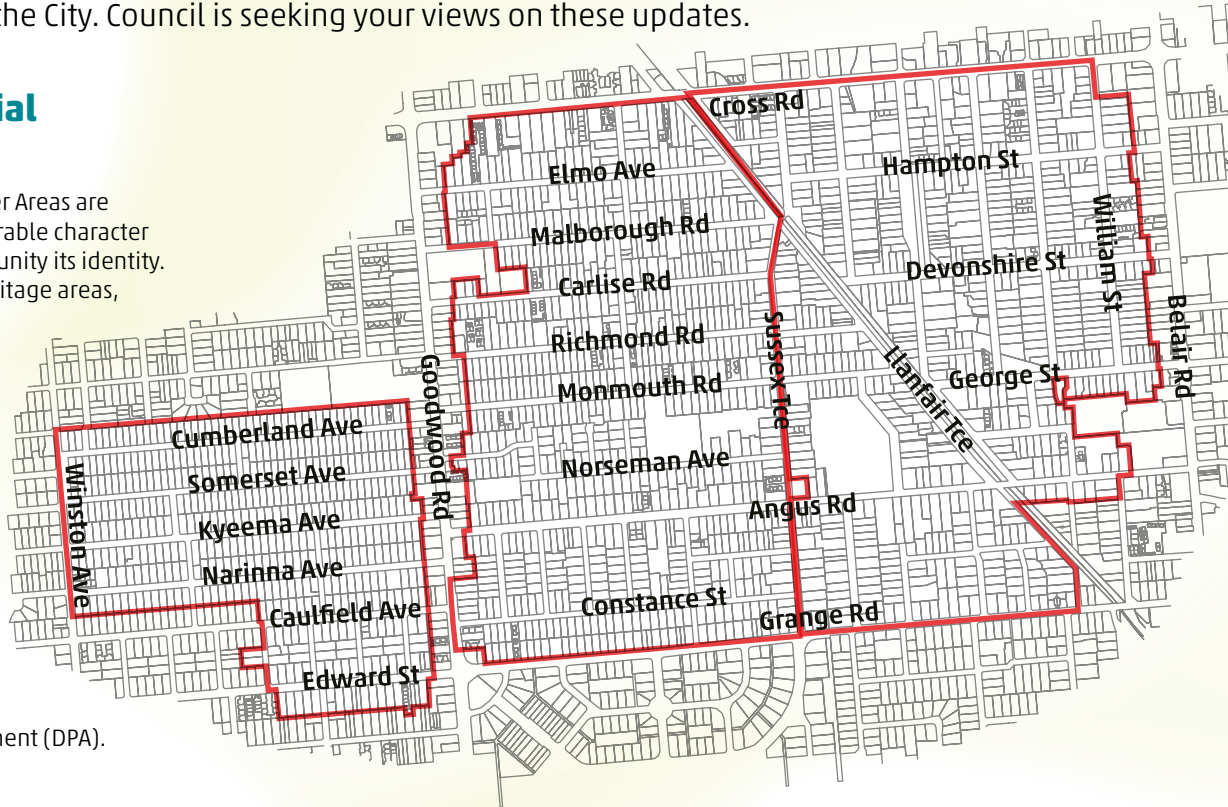 the City. Council is seeking your views on these updates.
ial
er Areas are
rable character
unity its identity.
itage areas,
nent (DPA).
Cross Rd
Elmo Ave
Hampton St
Malborough Rd
William St
Carlise Rd
Devonshire St
Richmond Rd
Sussex Tce
Belair Rd
Goodwood Rd
Monmouth Rd
Llanfair Tce
George St
Cumberland Ave
Somerset Ave
Norseman Ave
Winston Ave
Kyeema Ave
Angus Rd
Narinna Ave
Caulfield Ave
Constance St
Grange Rd
Edward St